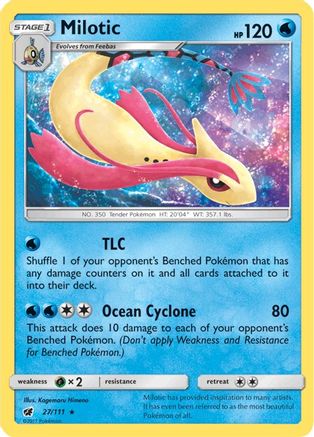 STAGE 1 Milotic HP 120
Evolves from Feebas
NO. 350 Tender Pokémon HT: 20'04" WT: 357.1 lbs.
TLC
Shuffle 1 of your opponent's Benched Pokémon that
has any damage counters on it and all cards attached to it
into their deck.
Ocean Cyclone 80
This attack does 10 damage to each of your opponent's
Benched Pokémon. (Don't apply Weakness and Resistance
for Benched Pokémon.)
weakness × 2 resistance retreat
Illus. Kagemaru Himeno
27/111 ★
©2017 Pokémon
Milotic has provided inspiration to many artists.
It has even been referred to as the most beautiful
Pokémon of all.